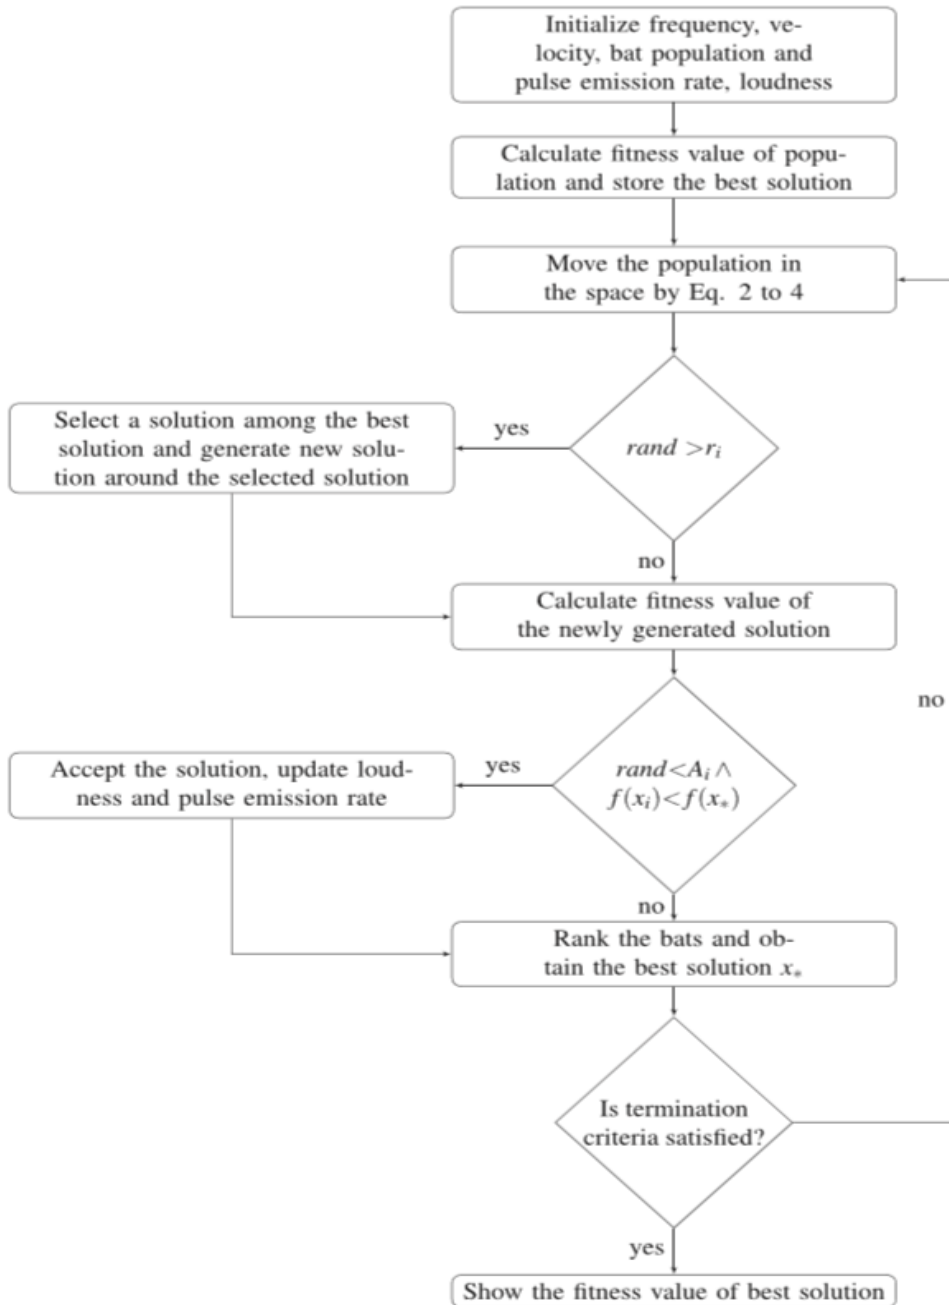 Initialize frequency, ve-
locity, bat population and
pulse emission rate, loudness
Calculate fitness value of popu-
lation and store the best solution
Move the population in
the space by Eq. 2 to 4
rand >r_i
yes
Select a solution among the best
solution and generate new solu-
tion around the selected solution
no
Calculate fitness value of
the newly generated solution
rand<A_i ∧
f(x_i)<f(x_*)
yes
Accept the solution, update loud-
ness and pulse emission rate
no
Rank the bats and ob-
tain the best solution x_*
Is termination
criteria satisfied?
no
yes
Show the fitness value of best solution